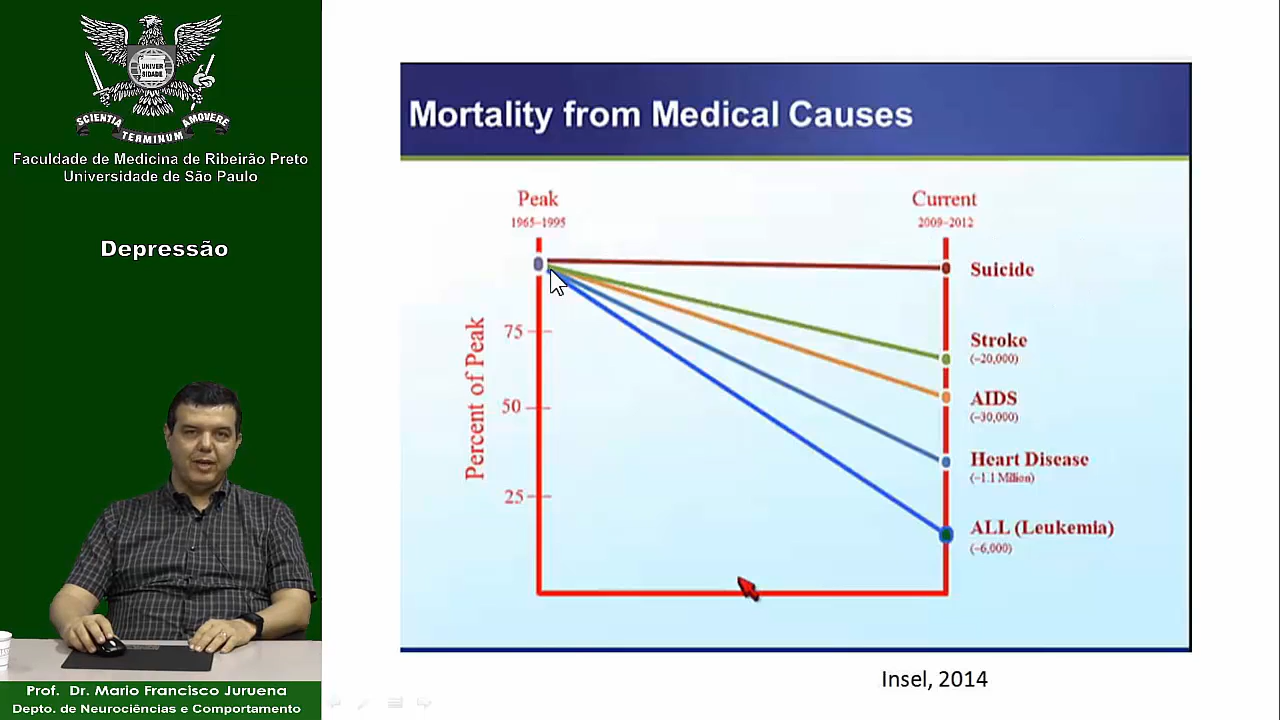 SCIENTIA TERMINUM AMOVERE
UNIVER
SIDADE
Faculdade de Medicina de Ribeirão Preto
Universidade de São Paulo
Depressão
Prof. Dr. Mario Francisco Juruena
Depto. de Neurociências e Comportamento
Mortality from Medical Causes
Peak
1965–1995
Current
2009–2012
Percent of Peak
75
50
25
Suicide
Stroke
(–20,000)
AIDS
(–30,000)
Heart Disease
(–1.1 Million)
ALL (Leukemia)
(–6,000)
Insel, 2014